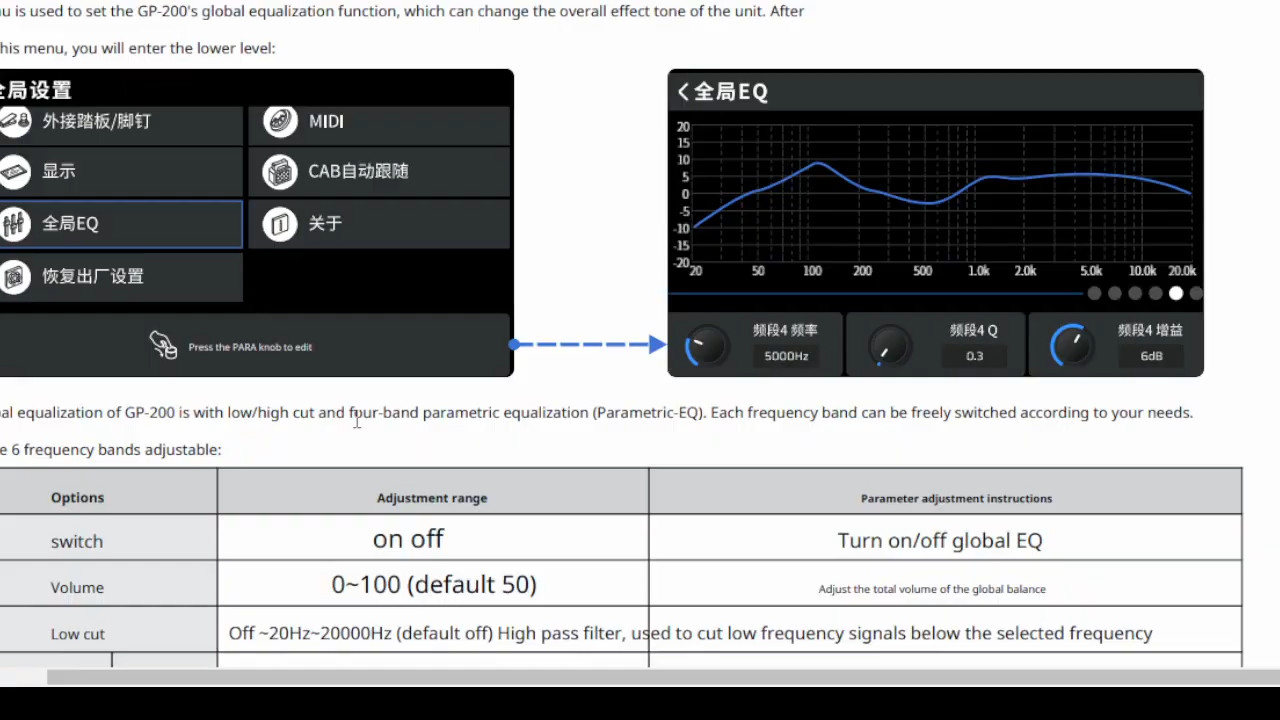 u is used to set the GP-200's global equalization function, which can change the overall effect tone of the unit. After
his menu, you will enter the lower level:
全局设置
外接踏板/脚钉
MIDI
显示
CAB自动跟随
全局EQ
关于
恢复出厂设置
Press the PARA knob to edit
全局EQ
20
15
10
5
0
-5
-10
-15
-20
20 50 100 200 500 1.0k 2.0k 5.0k 10.0k 20.0k
频段4 频率
5000Hz
频段4 Q
0.3
频段4 增益
6dB
al equalization of GP-200 is with low/high cut and four-band parametric equalization (Parametric-EQ). Each frequency band can be freely switched according to your needs.
e 6 frequency bands adjustable:
Options Adjustment range Parameter adjustment instructions
switch on off Turn on/off global EQ
Volume 0~100 (default 50) Adjust the total volume of the global balance
Low cut Off ~20Hz~20000Hz (default off) High pass filter, used to cut low frequency signals below the selected frequency